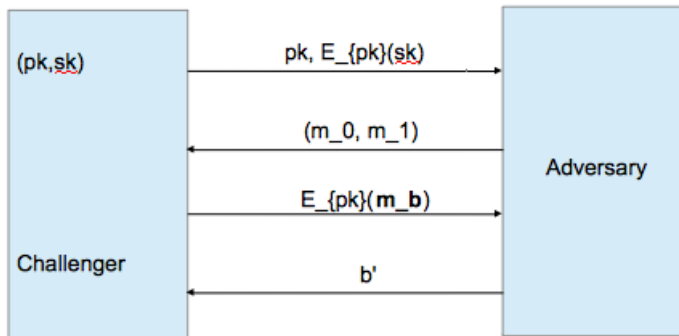 (pk,sk)
pk, E_{pk}(sk)
(m_0, m_1)
Adversary
E_{pk}(m_b)
Challenger
b'